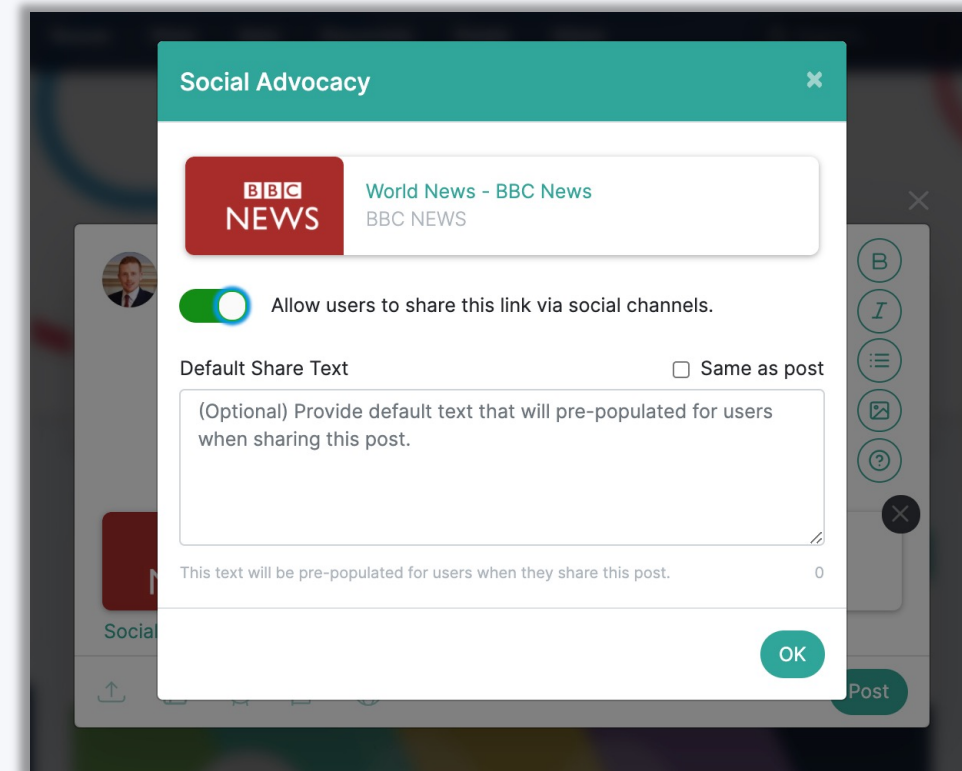 Social Advocacy
×
BBC
NEWS
World News - BBC News
BBC NEWS
Allow users to share this link via social channels.
Default Share Text
Same as post
(Optional) Provide default text that will pre-populated for users
when sharing this post.
This text will be pre-populated for users when they share this post.
0
OK
B
I
N
Social
Post